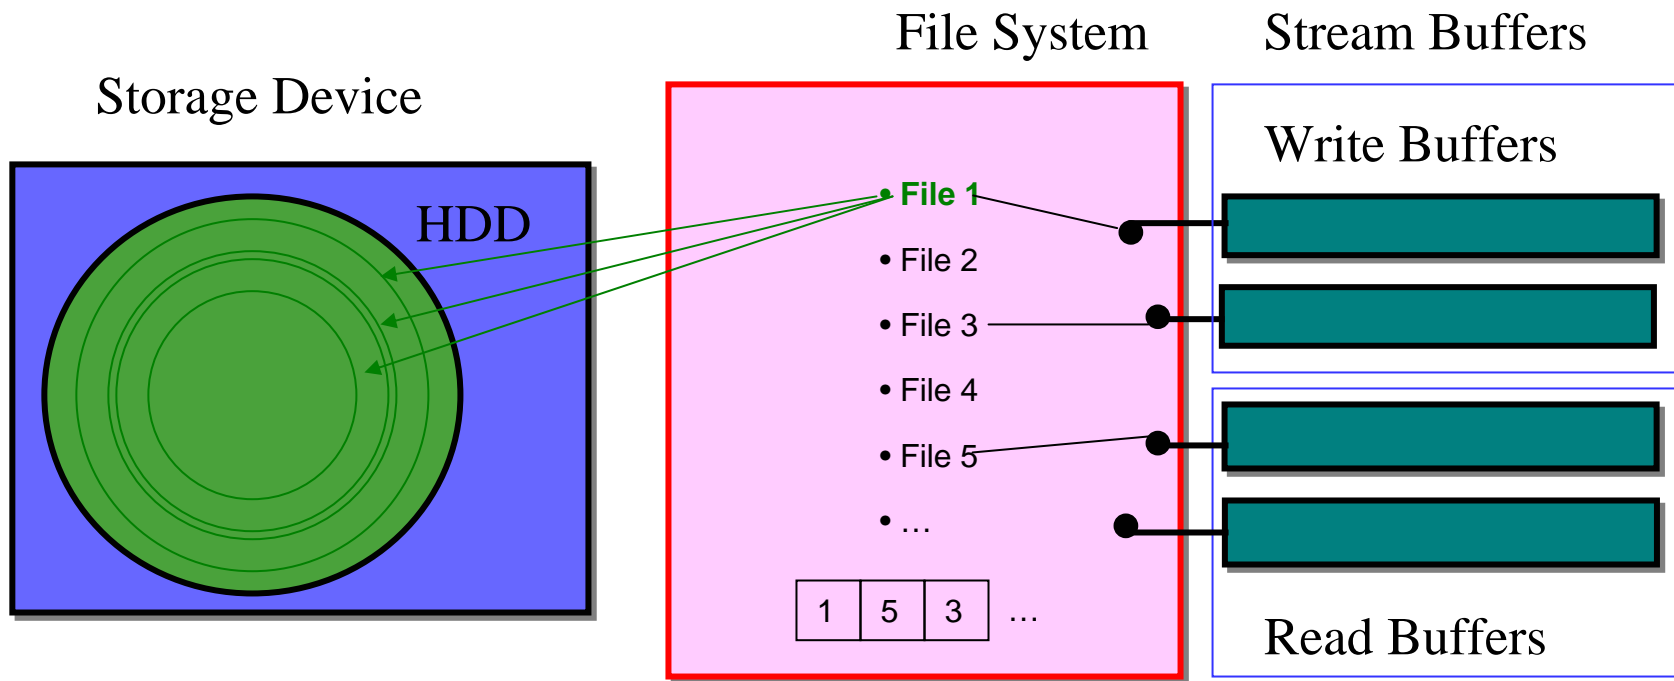 File System
Stream Buffers
Storage Device
Write Buffers
HDD
• File 1
• File 2
• File 3
• File 4
• File 5
• …
1 5 3 …
Read Buffers